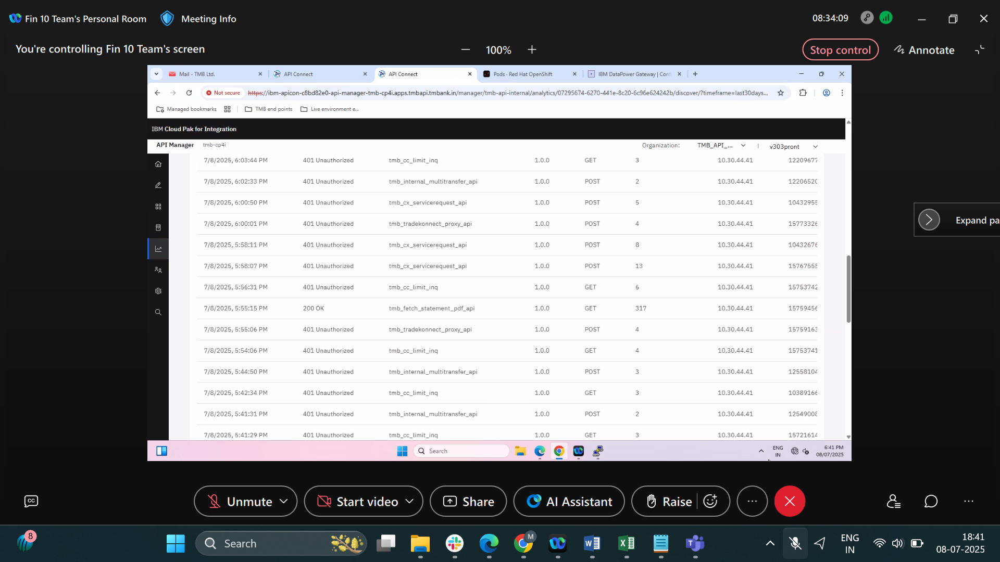 Fin 10 Team's Personal Room Meeting Info 08:34:09
You're controlling Fin 10 Team's screen 100% Stop control Annotate
Mail - TMB Ltd. API Connect API Connect Pods · Red Hat OpenShift IBM DataPower Gateway | Conf
Not secure https://ibm-apicon-c8bd82e0-api-manager-tmb-cp4i.apps.tmbapi.tmbank.in/manager/tmb-api-internal/analytics/07295674-6270-441e-8c20-6c96e624242b/discover/?timeframe=last30days...
Managed bookmarks TMB end points Live environment e...
IBM Cloud Pak for Integration
API Manager tmb-cp4i Organization: TMB_API_... | v303pront
7/8/2025, 6:03:44 PM 401 Unauthorized tmb_cc_limit_inq 1.0.0 GET 3 10.30.44.41 12209677
7/8/2025, 6:02:33 PM 401 Unauthorized tmb_internal_multitransfer_api 1.0.0 POST 2 10.30.44.41 12206520
7/8/2025, 6:00:50 PM 401 Unauthorized tmb_cx_servicerequest_api 1.0.0 POST 5 10.30.44.41 10432955
7/8/2025, 6:00:01 PM 401 Unauthorized tmb_tradekonnect_proxy_api 1.0.0 POST 4 10.30.44.41 15773326
7/8/2025, 5:58:11 PM 401 Unauthorized tmb_cx_servicerequest_api 1.0.0 POST 8 10.30.44.41 10432676
7/8/2025, 5:58:07 PM 401 Unauthorized tmb_cx_servicerequest_api 1.0.0 POST 13 10.30.44.41 15767555
7/8/2025, 5:56:31 PM 401 Unauthorized tmb_cc_limit_inq 1.0.0 GET 6 10.30.44.41 15753742
7/8/2025, 5:55:15 PM 200 OK tmb_fetch_statement_pdf_api 1.0.0 GET 317 10.30.44.41 15759456
7/8/2025, 5:55:06 PM 401 Unauthorized tmb_tradekonnect_proxy_api 1.0.0 POST 4 10.30.44.41 15759163
7/8/2025, 5:54:06 PM 401 Unauthorized tmb_cc_limit_inq 1.0.0 GET 4 10.30.44.41 15753741
7/8/2025, 5:44:50 PM 401 Unauthorized tmb_internal_multitransfer_api 1.0.0 POST 3 10.30.44.41 12558104
7/8/2025, 5:42:34 PM 401 Unauthorized tmb_cc_limit_inq 1.0.0 GET 3 10.30.44.41 10389166
7/8/2025, 5:41:31 PM 401 Unauthorized tmb_internal_multitransfer_api 1.0.0 POST 2 10.30.44.41 12549008
7/8/2025, 5:41:29 PM 401 Unauthorized tmb_cc_limit_inq 1.0.0 GET 3 10.30.44.41 15721614
Expand pa
Search ENG IN 6:41 PM 08/07/2025
CC Unmute Start video Share AI Assistant Raise
8 Search M ENG IN 18:41 08-07-2025